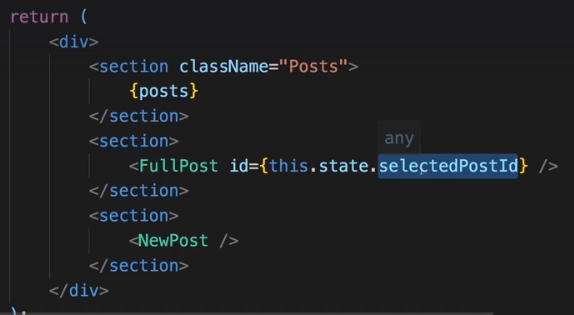 return (
<div>
<section className="Posts">
{posts}
</section>
<section>
any
<FullPost id={this.state.selectedPostId} />
</section>
<section>
<NewPost />
</section>
</div>
);